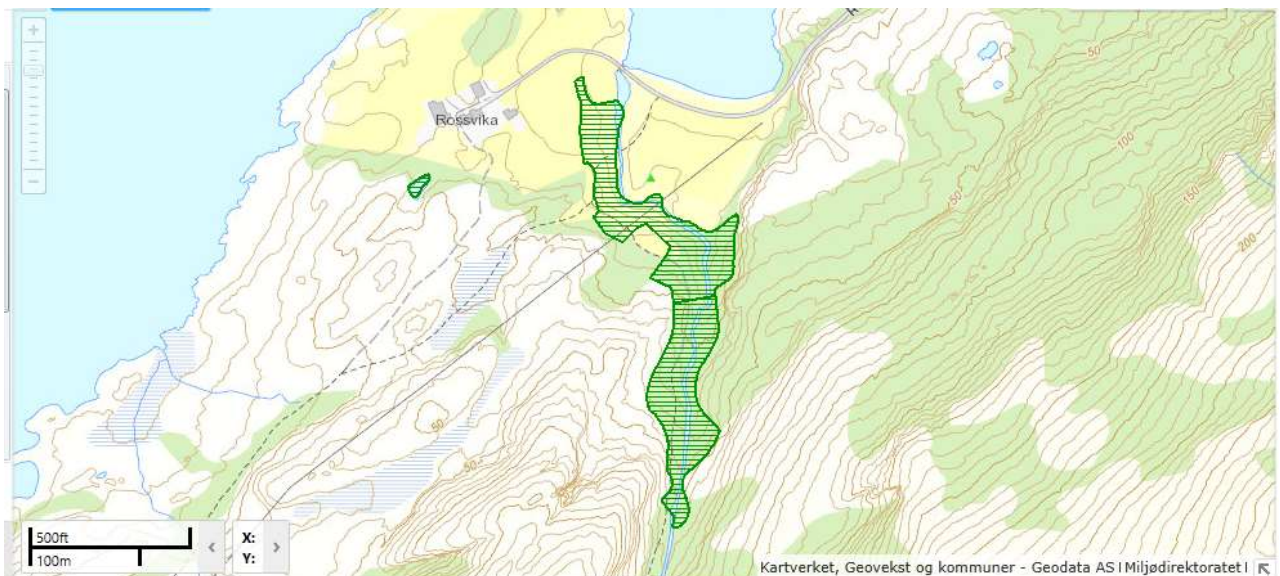 Rossvika
50
100
150
50
200
50
50
500ft
100m
X:
Y:
Kartverket, Geovekst og kommuner - Geodata AS | Miljødirektoratet |